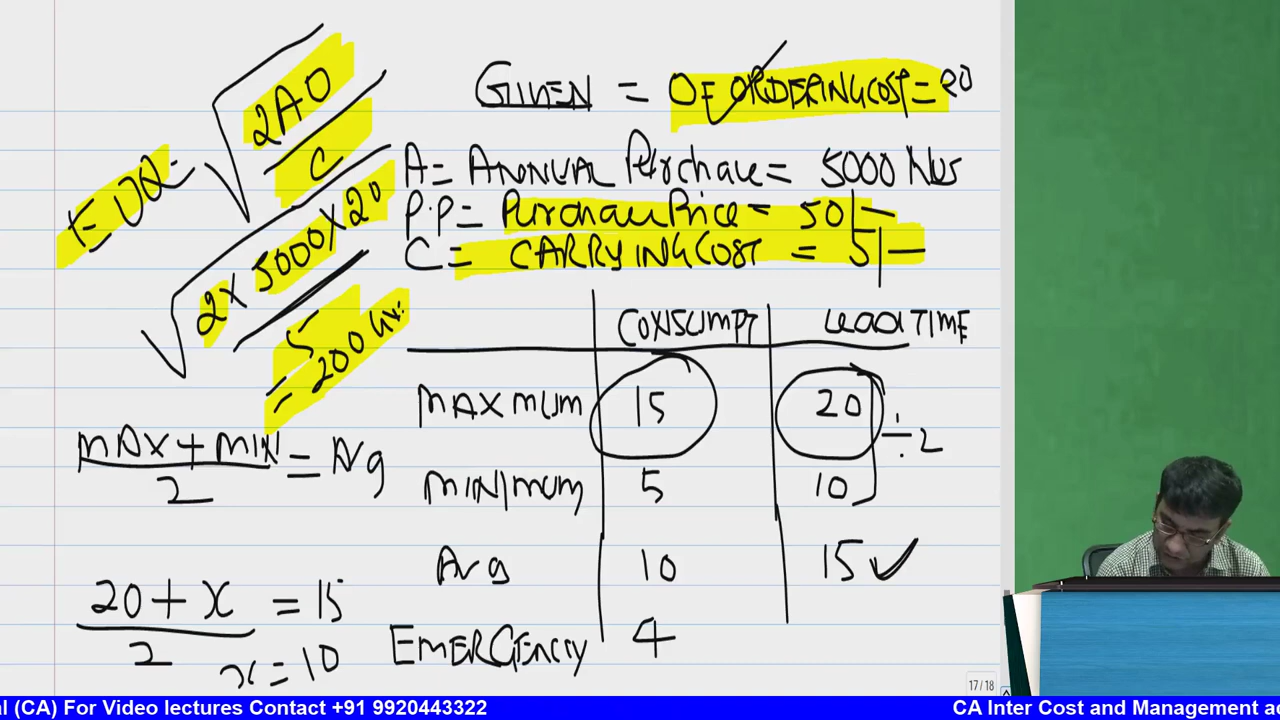 GIVEN = O = ORDERING COST = 20
EOQ = √2AO
C
A = ANNUAL Purchase = 5000 Nos
P.P = Purchase Price = 50/-
C = CARRYING COST = 5/-
√2 x 5000 x 20
5
= 200 
CONSUMPT LEAD TIME
MAXMUM 15 20 ÷ 2
MAX + MIN = Avg
2
MINIMUM 5 10
Avg 10 15 ✓
20 + x = 15
2
x = 10
EMERGENCY 4
17/18
al (CA) For Video lectures Contact +91 9920443322
CA Inter Cost and Management ac